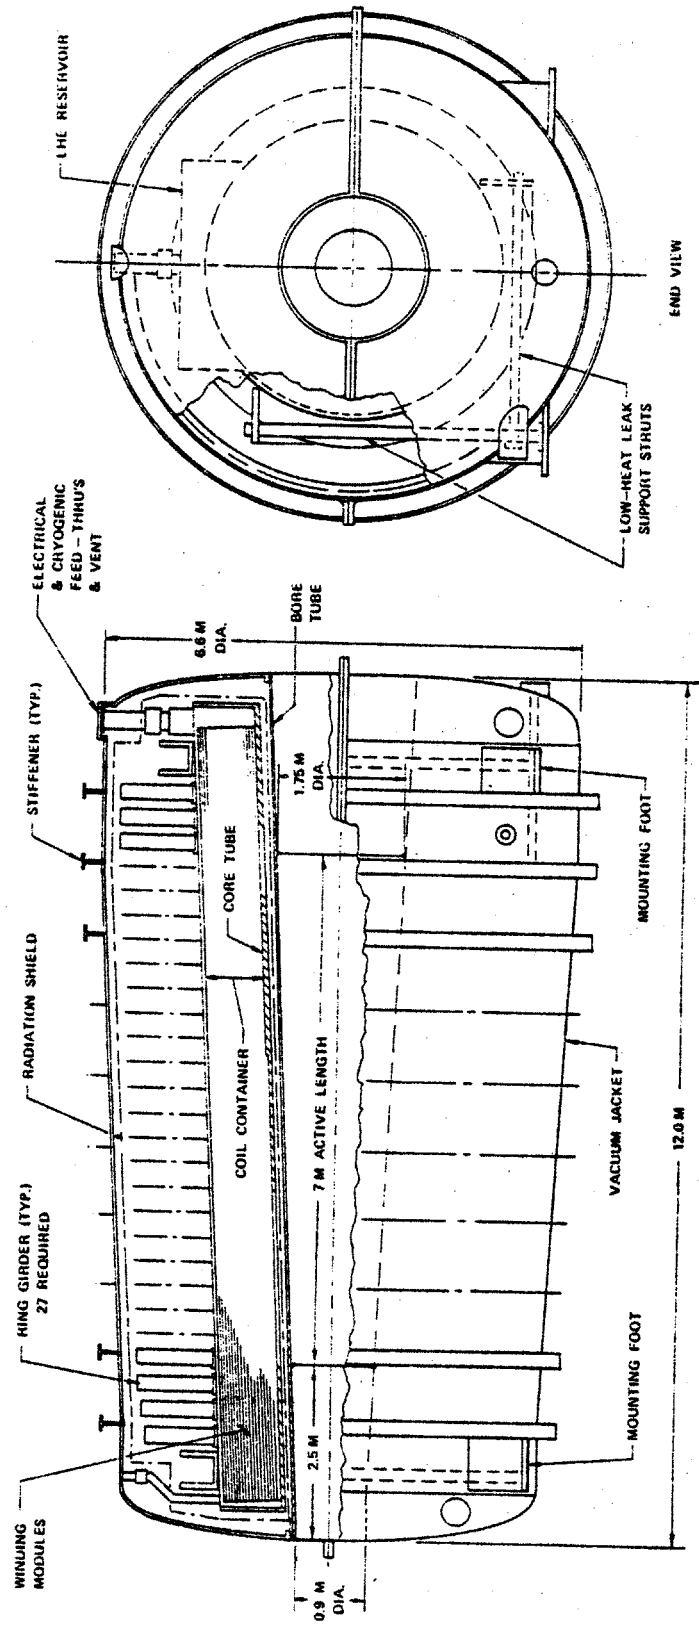 WINDING
MODULES
RING GIRDER (TYP.)
27 REQUIRED
RADIATION SHIELD
STIFFENER (TYP.)
ELECTRICAL
& CRYOGENIC
FEED-THRU'S
& VENT
LHE RESERVOIR
COIL CONTAINER
CORE TUBE
BORE
TUBE
6.6 M
DIA.
1.75 M
DIA.
7 M ACTIVE LENGTH
2.5 M
0.9 M
DIA.
MOUNTING FOOT
VACUUM JACKET
MOUNTING FOOT
12.0 M
LOW-HEAT LEAK
SUPPORT STRUTS
END VIEW